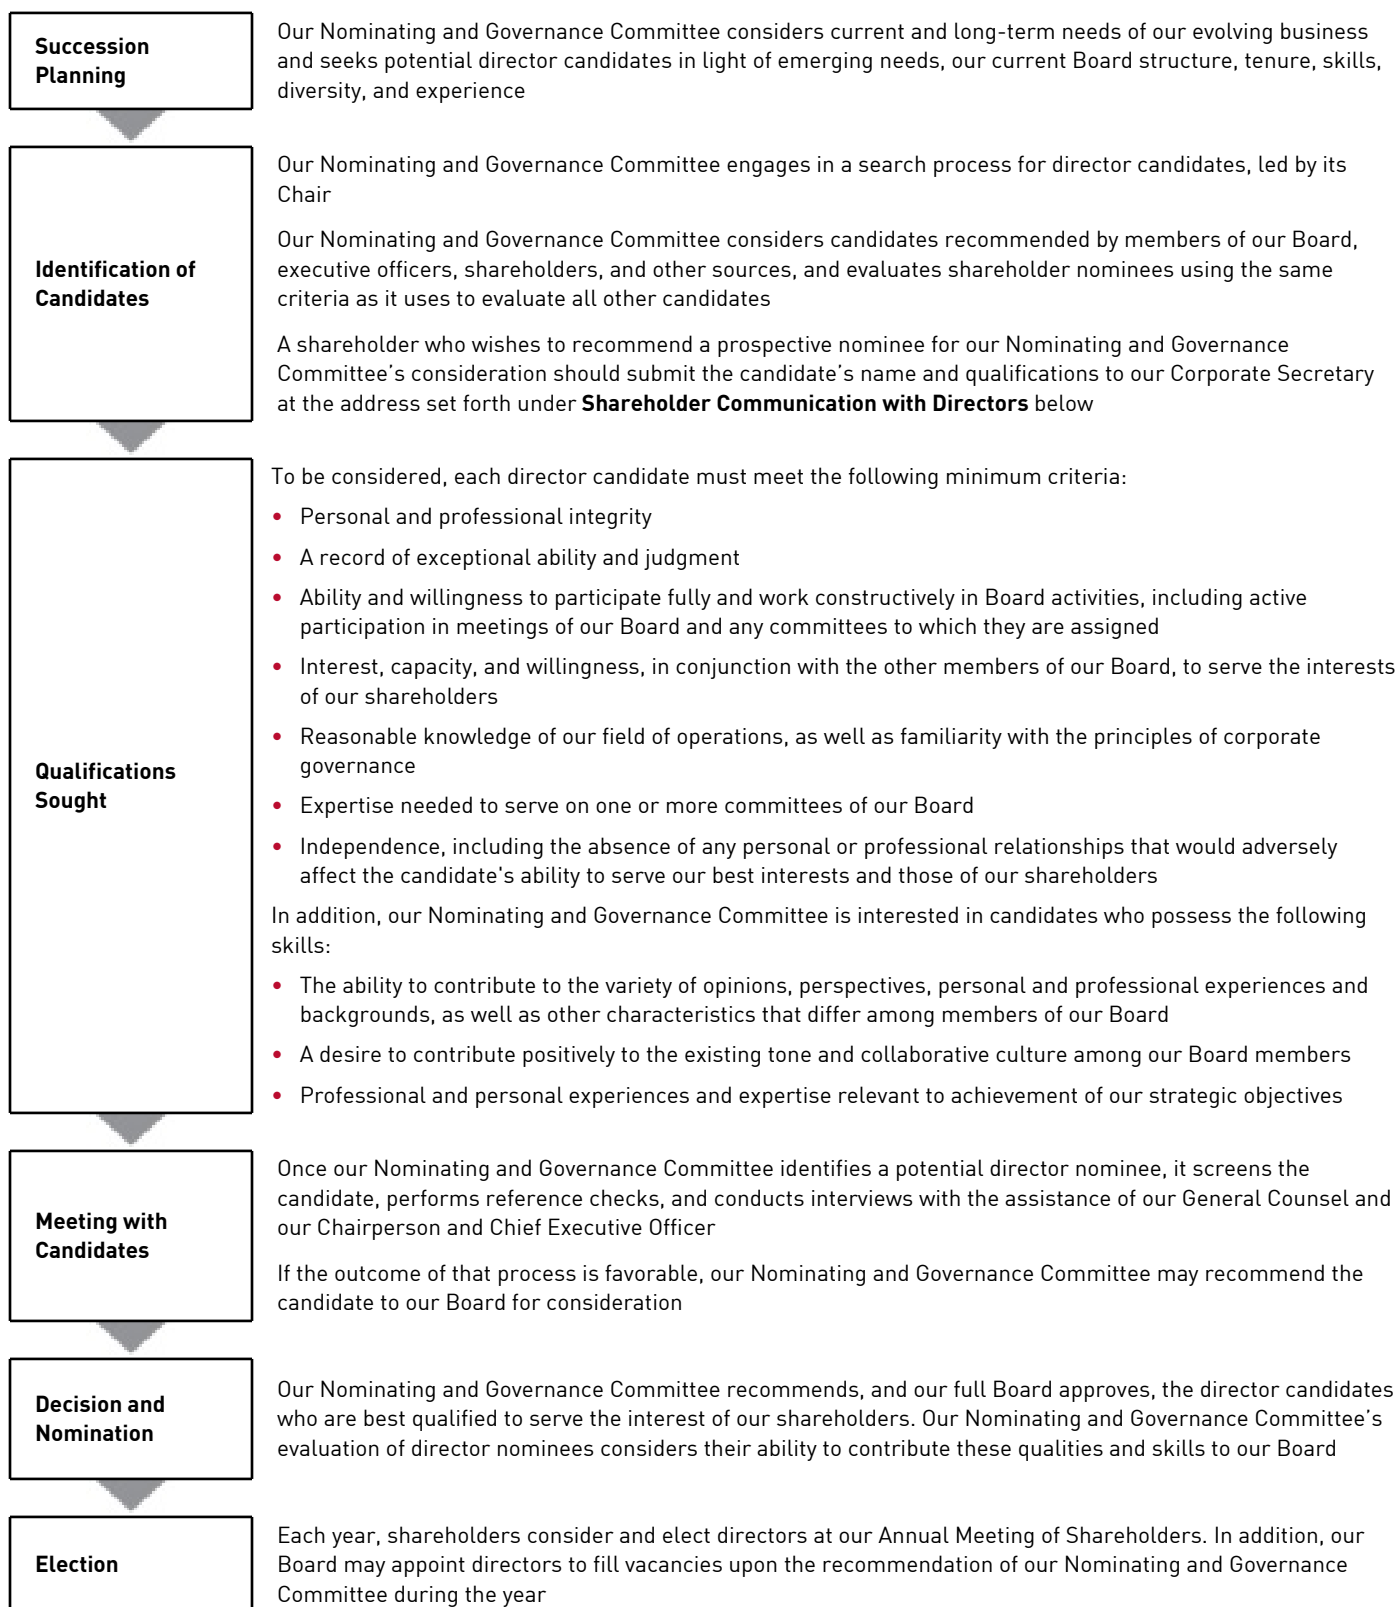 Succession
Planning
Our Nominating and Governance Committee considers current and long-term needs of our evolving business
and seeks potential director candidates in light of emerging needs, our current Board structure, tenure, skills,
diversity, and experience
Identification of
Candidates
Our Nominating and Governance Committee engages in a search process for director candidates, led by its
Chair
Our Nominating and Governance Committee considers candidates recommended by members of our Board,
executive officers, shareholders, and other sources, and evaluates shareholder nominees using the same
criteria as it uses to evaluate all other candidates
A shareholder who wishes to recommend a prospective nominee for our Nominating and Governance
Committee’s consideration should submit the candidate’s name and qualifications to our Corporate Secretary
at the address set forth under Shareholder Communication with Directors below
Qualifications
Sought
To be considered, each director candidate must meet the following minimum criteria:
• Personal and professional integrity
• A record of exceptional ability and judgment
• Ability and willingness to participate fully and work constructively in Board activities, including active
participation in meetings of our Board and any committees to which they are assigned
• Interest, capacity, and willingness, in conjunction with the other members of our Board, to serve the interests
of our shareholders
• Reasonable knowledge of our field of operations, as well as familiarity with the principles of corporate
governance
• Expertise needed to serve on one or more committees of our Board
• Independence, including the absence of any personal or professional relationships that would adversely
affect the candidate's ability to serve our best interests and those of our shareholders
In addition, our Nominating and Governance Committee is interested in candidates who possess the following
skills:
• The ability to contribute to the variety of opinions, perspectives, personal and professional experiences and
backgrounds, as well as other characteristics that differ among members of our Board
• A desire to contribute positively to the existing tone and collaborative culture among our Board members
• Professional and personal experiences and expertise relevant to achievement of our strategic objectives
Meeting with
Candidates
Once our Nominating and Governance Committee identifies a potential director nominee, it screens the
candidate, performs reference checks, and conducts interviews with the assistance of our General Counsel and
our Chairperson and Chief Executive Officer
If the outcome of that process is favorable, our Nominating and Governance Committee may recommend the
candidate to our Board for consideration
Decision and
Nomination
Our Nominating and Governance Committee recommends, and our full Board approves, the director candidates
who are best qualified to serve the interest of our shareholders. Our Nominating and Governance Committee’s
evaluation of director nominees considers their ability to contribute these qualities and skills to our Board
Election
Each year, shareholders consider and elect directors at our Annual Meeting of Shareholders. In addition, our
Board may appoint directors to fill vacancies upon the recommendation of our Nominating and Governance
Committee during the year